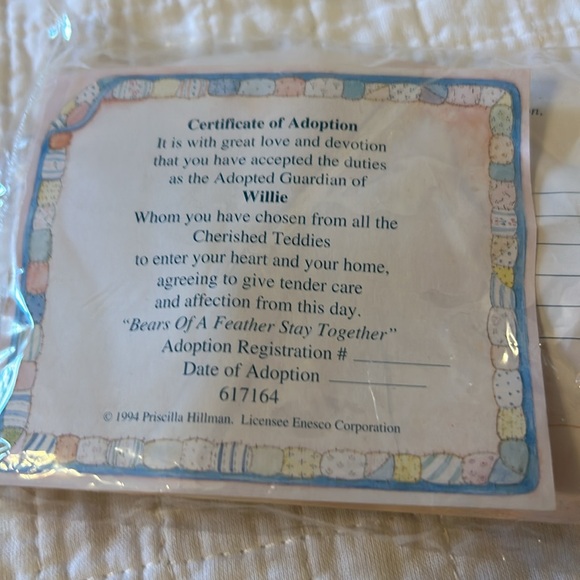 Certificate of Adoption
It is with great love and devotion
that you have accepted the duties
as the Adopted Guardian of
Willie
Whom you have chosen from all the
Cherished Teddies
to enter your heart and your home,
agreeing to give tender care
and affection from this day.
"Bears Of A Feather Stay Together"
Adoption Registration # __________
Date of Adoption __________
617164
© 1994 Priscilla Hillman. Licensee Enesco Corporation